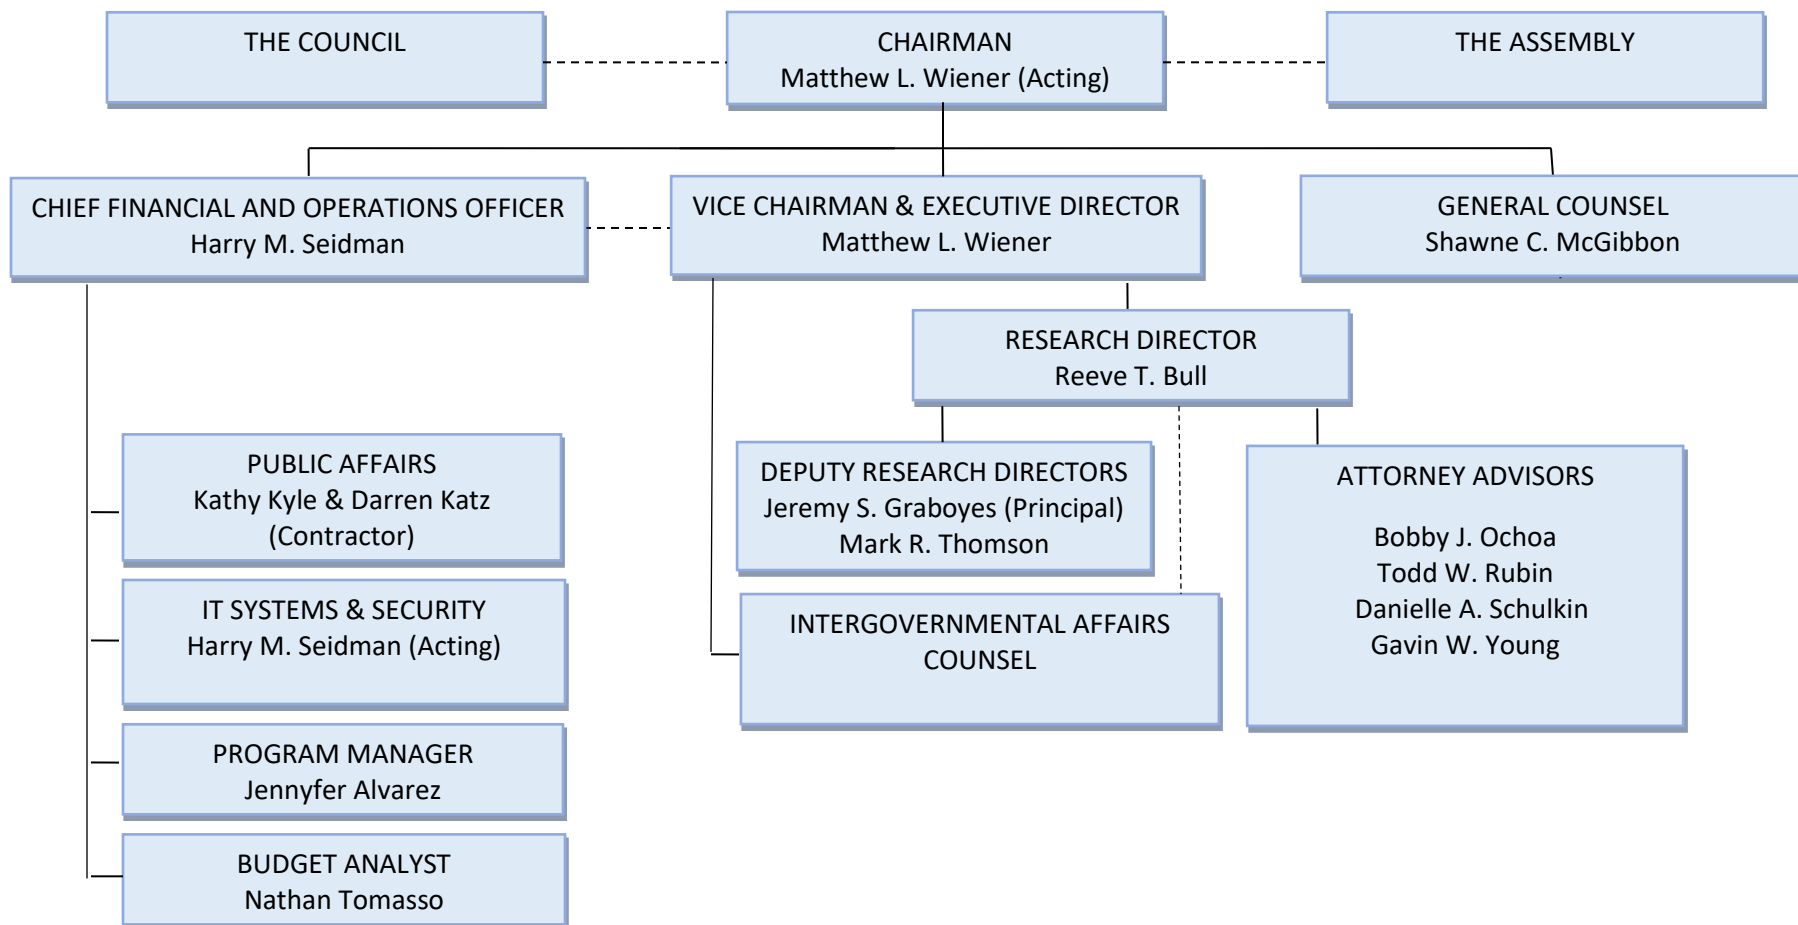 THE COUNCIL
CHAIRMAN
Matthew L. Wiener (Acting)
THE ASSEMBLY
CHIEF FINANCIAL AND OPERATIONS OFFICER
Harry M. Seidman
VICE CHAIRMAN & EXECUTIVE DIRECTOR
Matthew L. Wiener
GENERAL COUNSEL
Shawne C. McGibbon
RESEARCH DIRECTOR
Reeve T. Bull
PUBLIC AFFAIRS
Kathy Kyle & Darren Katz
(Contractor)
IT SYSTEMS & SECURITY
Harry M. Seidman (Acting)
PROGRAM MANAGER
Jennyfer Alvarez
BUDGET ANALYST
Nathan Tomasso
DEPUTY RESEARCH DIRECTORS
Jeremy S. Graboyes (Principal)
Mark R. Thomson
INTERGOVERNMENTAL AFFAIRS
COUNSEL
ATTORNEY ADVISORS
Bobby J. Ochoa
Todd W. Rubin
Danielle A. Schulkin
Gavin W. Young